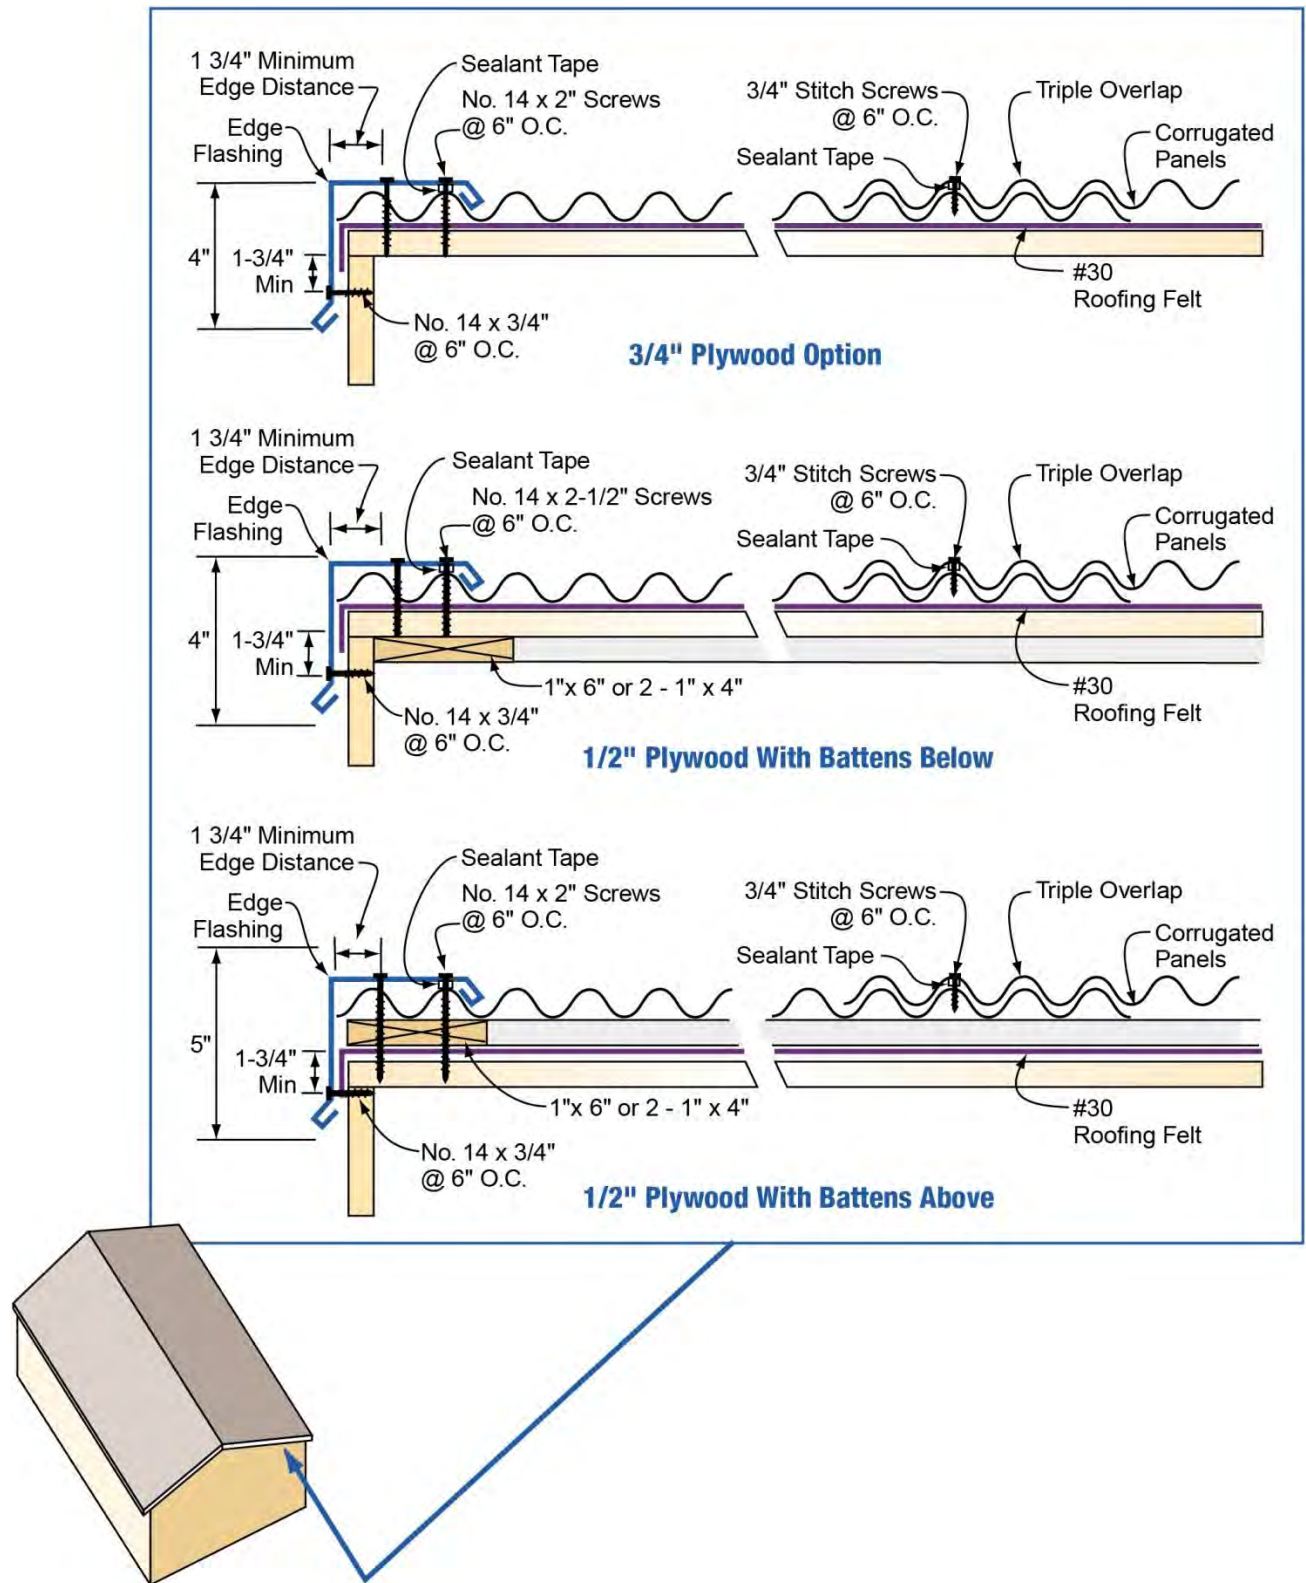 1 3/4" Minimum
Edge Distance
Edge
Flashing
Sealant Tape
No. 14 x 2" Screws
@ 6" O.C.
3/4" Stitch Screws
@ 6" O.C.
Sealant Tape
Triple Overlap
Corrugated
Panels
4"
1-3/4"
Min
No. 14 x 3/4"
@ 6" O.C.
#30
Roofing Felt
3/4" Plywood Option
1 3/4" Minimum
Edge Distance
Edge
Flashing
Sealant Tape
No. 14 x 2-1/2" Screws
@ 6" O.C.
3/4" Stitch Screws
@ 6" O.C.
Sealant Tape
Triple Overlap
Corrugated
Panels
4"
1-3/4"
Min
1"x 6" or 2 - 1" x 4"
No. 14 x 3/4"
@ 6" O.C.
#30
Roofing Felt
1/2" Plywood With Battens Below
1 3/4" Minimum
Edge Distance
Edge
Flashing
Sealant Tape
No. 14 x 2" Screws
@ 6" O.C.
3/4" Stitch Screws
@ 6" O.C.
Sealant Tape
Triple Overlap
Corrugated
Panels
5"
1-3/4"
Min
1"x 6" or 2 - 1" x 4"
No. 14 x 3/4"
@ 6" O.C.
#30
Roofing Felt
1/2" Plywood With Battens Above